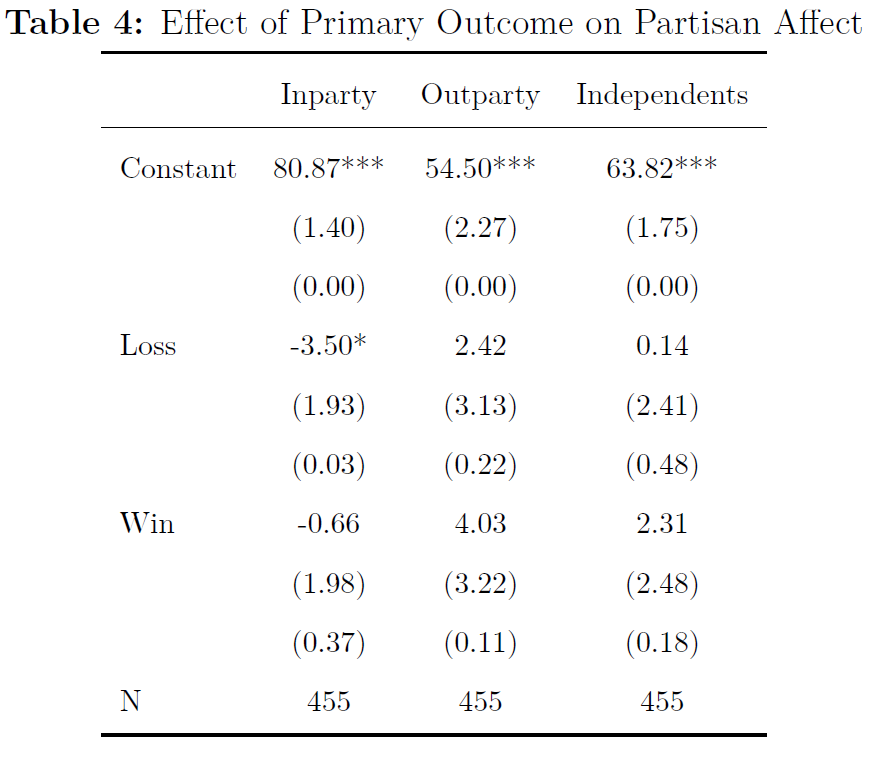 Table 4: Effect of Primary Outcome on Partisan Affect
Inparty Outparty Independents
Constant 80.87*** 54.50*** 63.82***
(1.40) (2.27) (1.75)
(0.00) (0.00) (0.00)
Loss -3.50* 2.42 0.14
(1.93) (3.13) (2.41)
(0.03) (0.22) (0.48)
Win -0.66 4.03 2.31
(1.98) (3.22) (2.48)
(0.37) (0.11) (0.18)
N 455 455 455